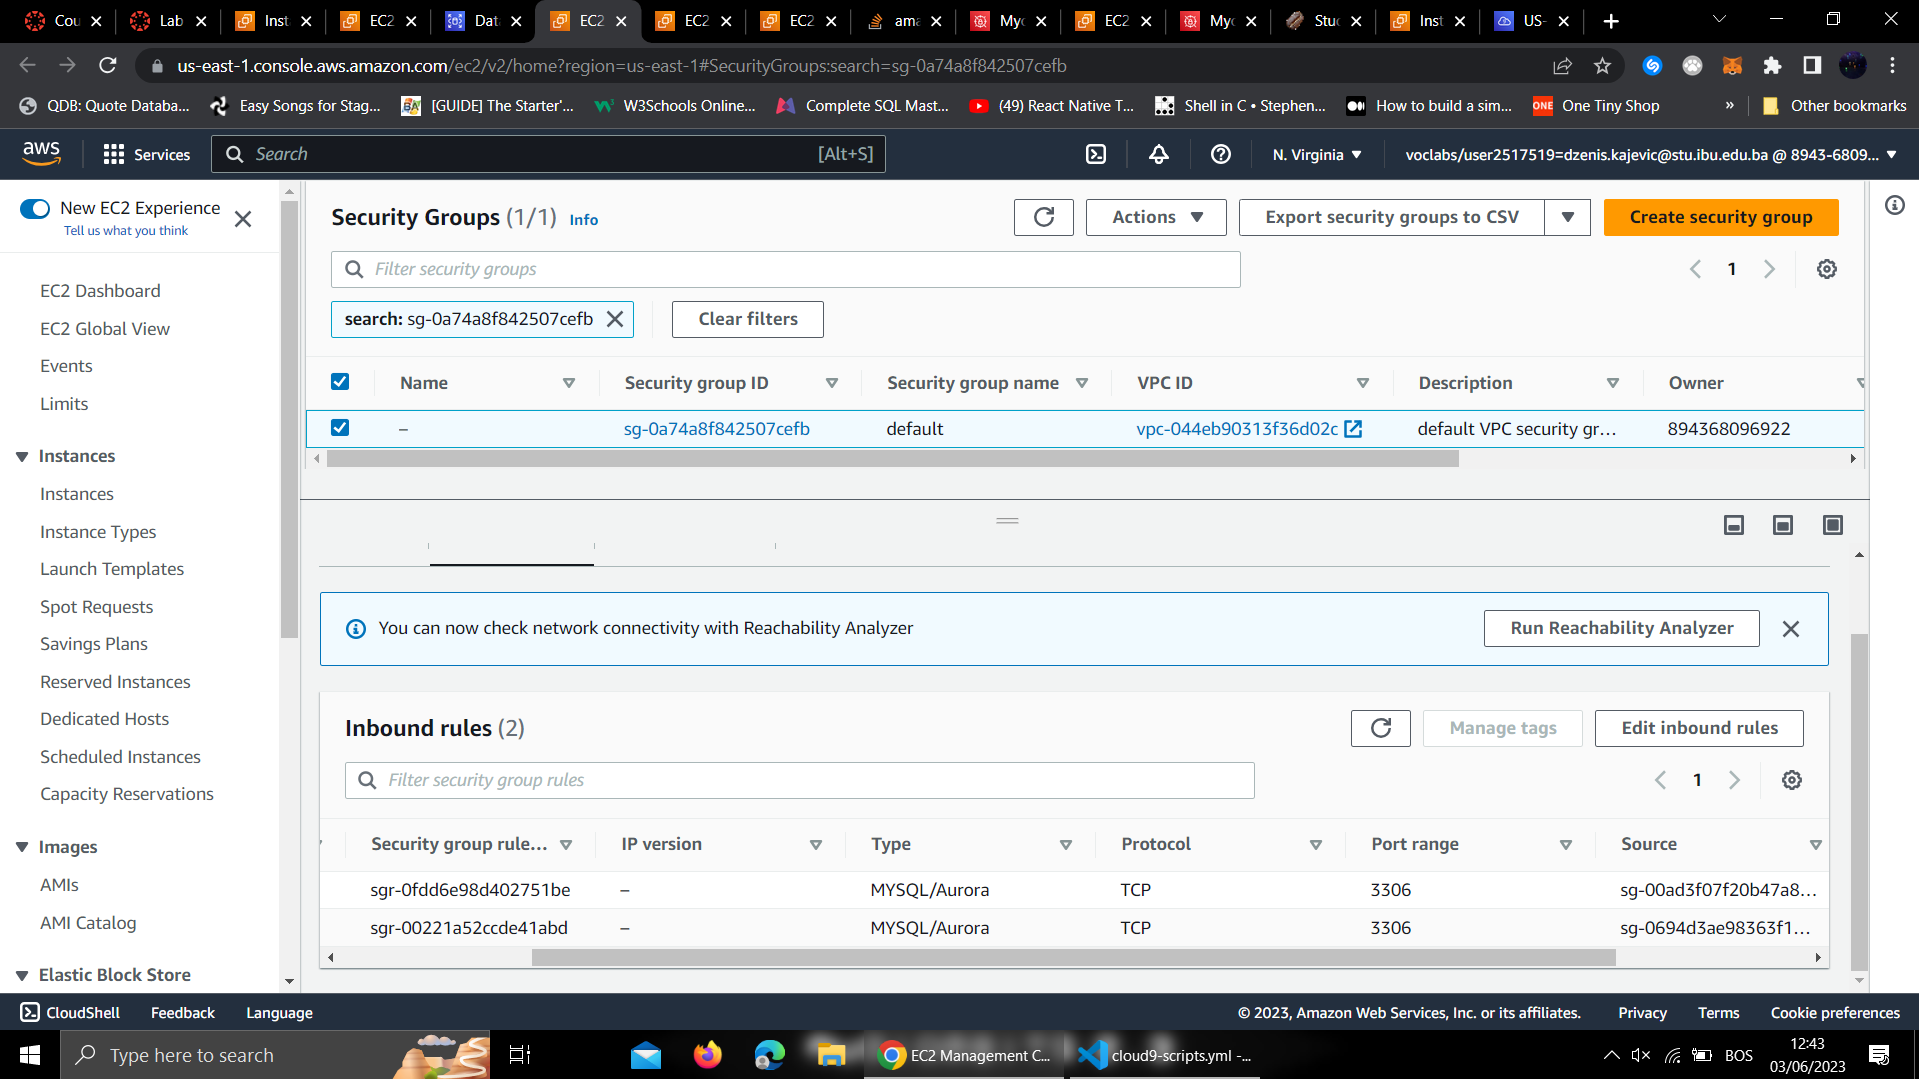 Cou
Lab
Inst
EC2
Data
EC2
EC2
EC2
ama
Myc
EC2
Myc
Stuc
Inst
US-
us-east-1.console.aws.amazon.com/ec2/v2/home?region=us-east-1#SecurityGroups:search=sg-0a74a8f842507cefb
QDB: Quote Databa...
Easy Songs for Stag...
[GUIDE] The Starter'...
W3Schools Online...
Complete SQL Mast...
(49) React Native T...
Shell in C • Stephen...
How to build a sim...
ONE
One Tiny Shop
»
Other bookmarks
aws
Services
Search
[Alt+S]
N. Virginia
voclabs/user2517519=dzenis.kajevic@stu.ibu.edu.ba @ 8943-6809...
New EC2 Experience
Tell us what you think
EC2 Dashboard
EC2 Global View
Events
Limits
Instances
Instances
Instance Types
Launch Templates
Spot Requests
Savings Plans
Reserved Instances
Dedicated Hosts
Scheduled Instances
Capacity Reservations
Images
AMIs
AMI Catalog
Elastic Block Store
Security Groups (1/1) Info
Actions
Export security groups to CSV
Create security group
Filter security groups
1
search: sg-0a74a8f842507cefb
Clear filters
Name
Security group ID
Security group name
VPC ID
Description
Owner
–
sg-0a74a8f842507cefb
default
vpc-044eb90313f36d02c
default VPC security gr...
894368096922
You can now check network connectivity with Reachability Analyzer
Run Reachability Analyzer
Inbound rules (2)
Manage tags
Edit inbound rules
Filter security group rules
1
Security group rule...
IP version
Type
Protocol
Port range
Source
sgr-0fdd6e98d402751be
–
MYSQL/Aurora
TCP
3306
sg-00ad3f07f20b47a8...
sgr-00221a52ccde41abd
–
MYSQL/Aurora
TCP
3306
sg-0694d3ae98363f1...
CloudShell
Feedback
Language
© 2023, Amazon Web Services, Inc. or its affiliates.
Privacy
Terms
Cookie preferences
Type here to search
EC2 Management C...
cloud9-scripts.yml -...
BOS
12:43
03/06/2023